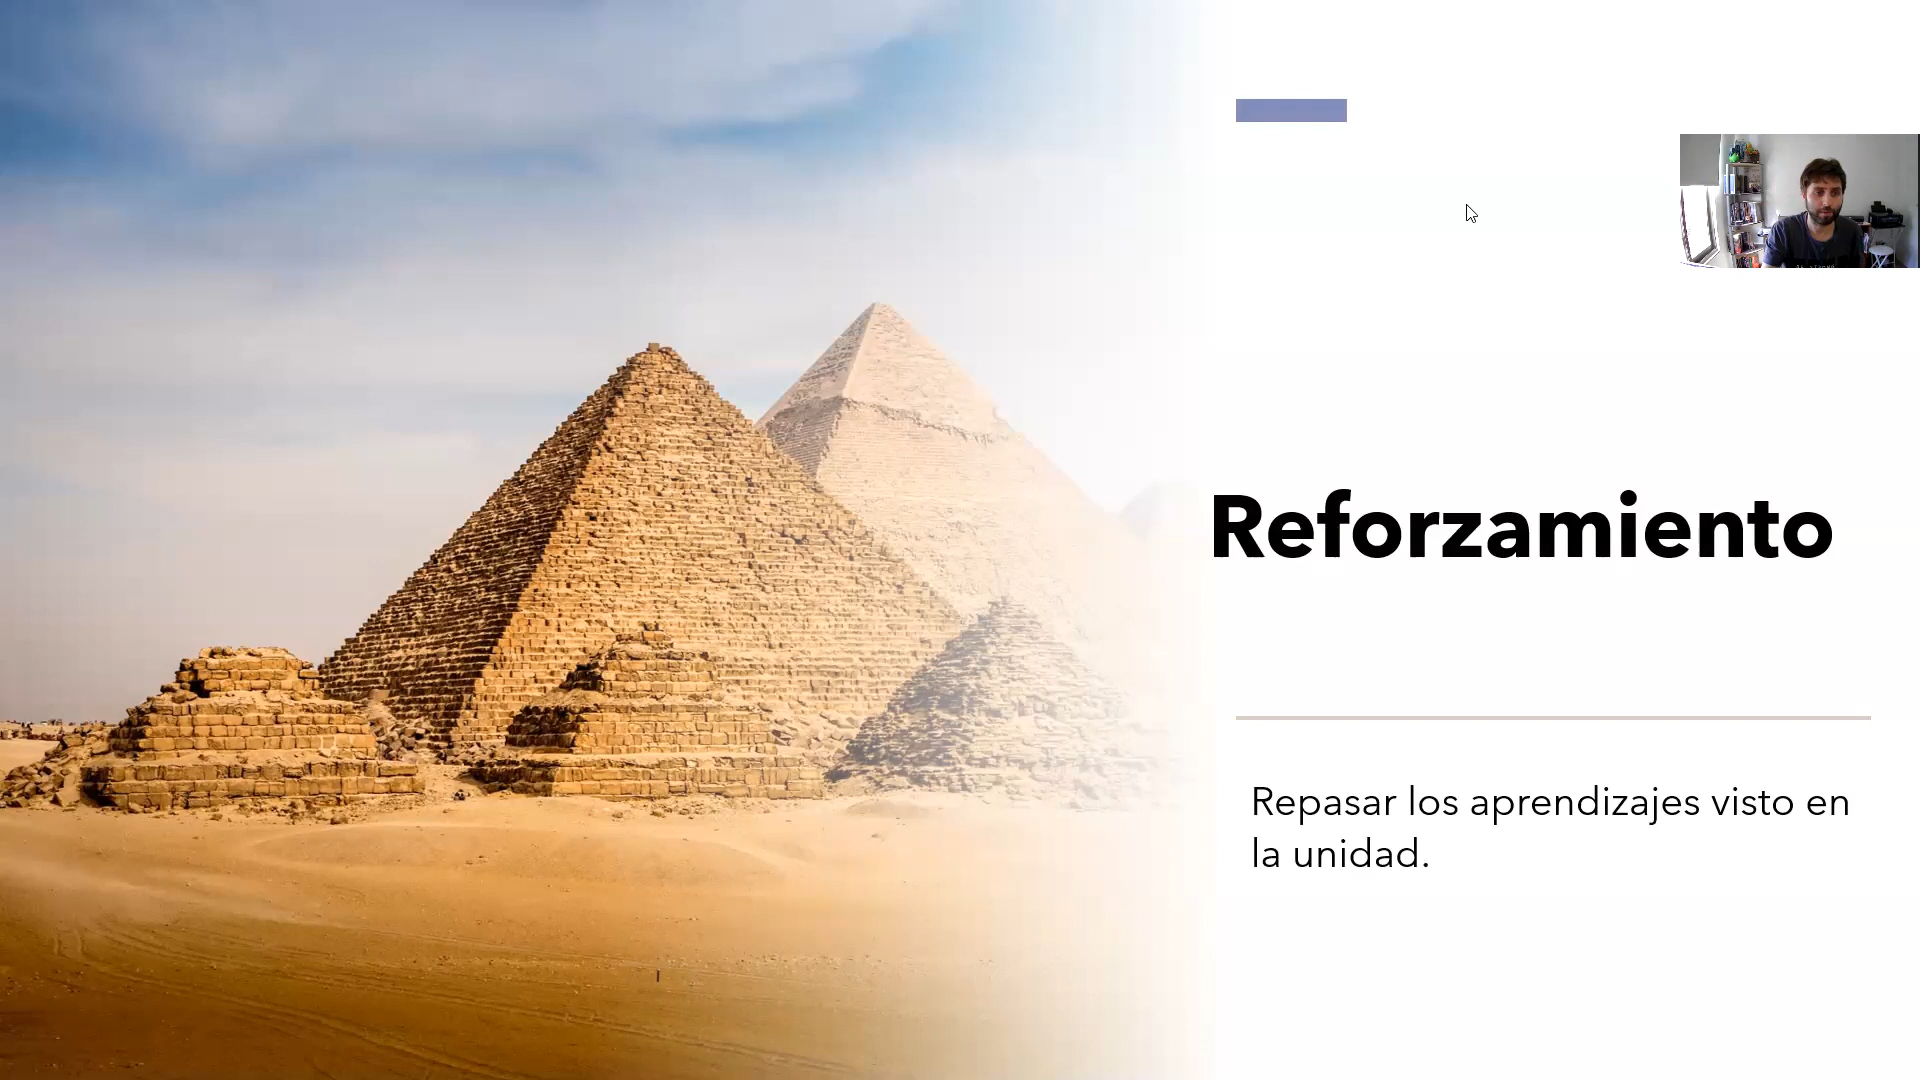 Reforzamiento
Repasar los aprendizajes visto en
la unidad.